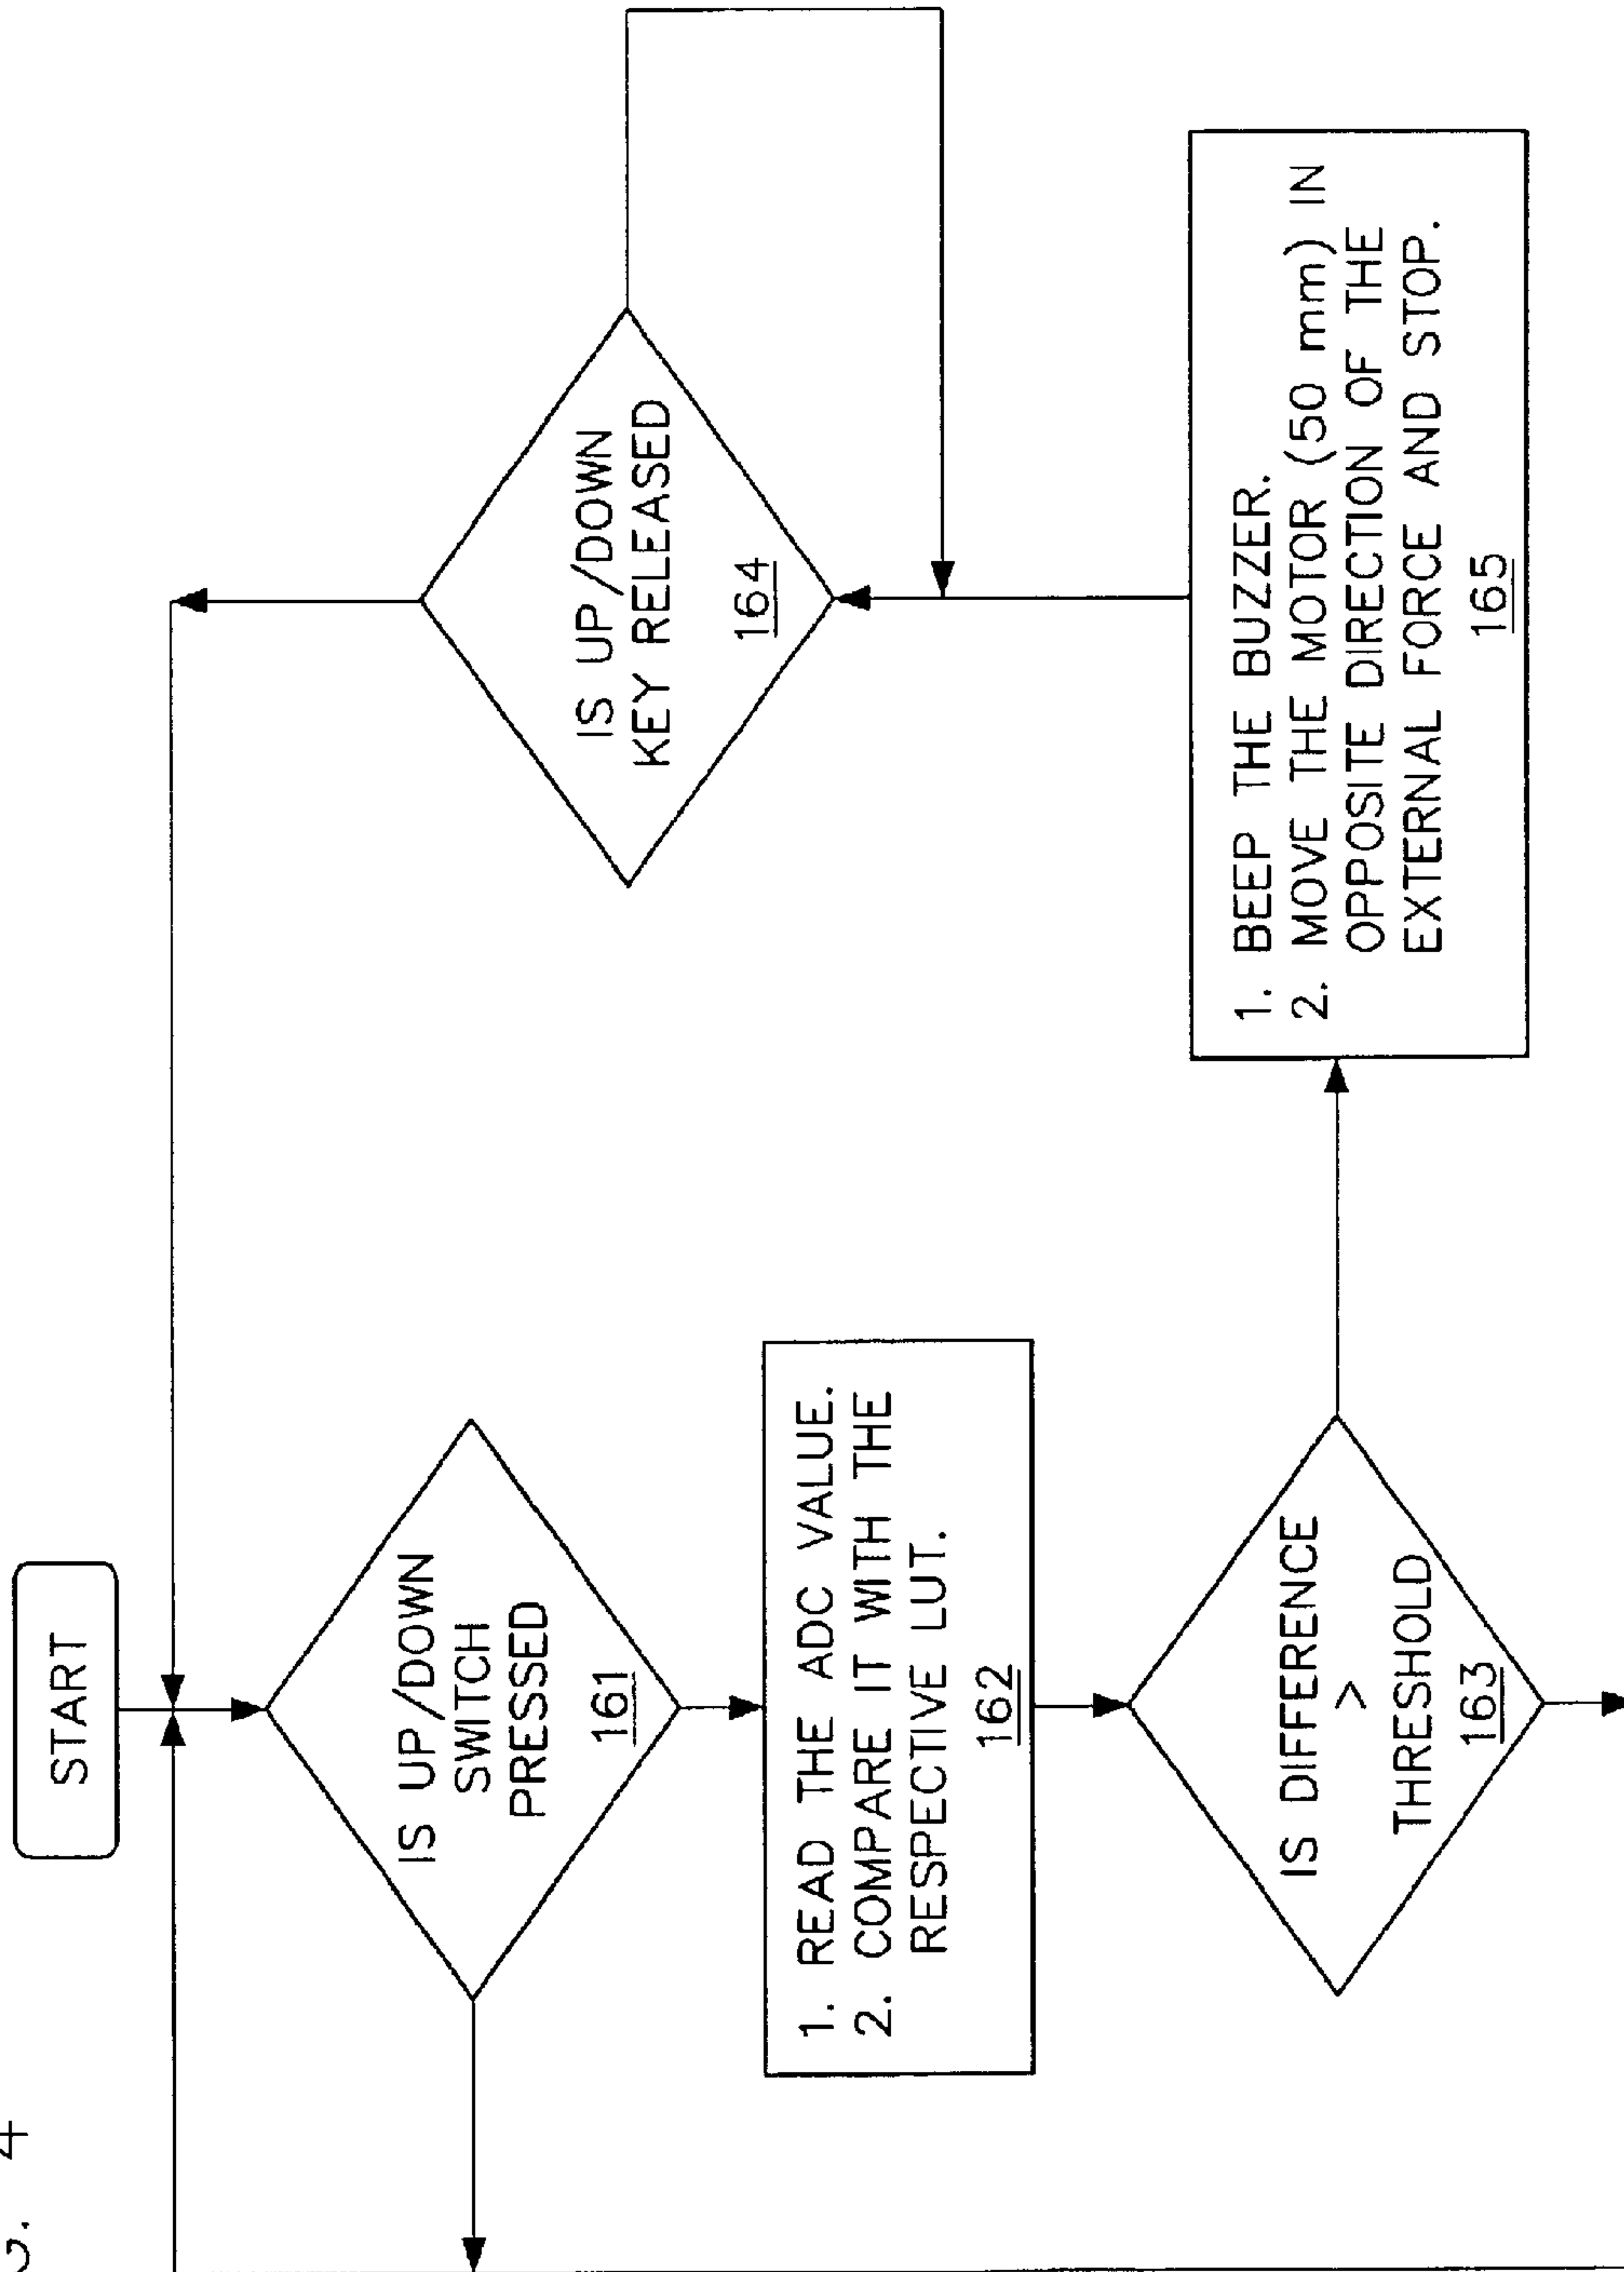 4
START
IS UP/DOWN
SWITCH
PRESSED
161
1. READ THE ADC VALUE.
2. COMPARE IT WITH THE
RESPECTIVE LUT.
162
IS DIFFERENCE
>
THRESHOLD
163
IS UP/DOWN
KEY RELEASED
164
1. BEEP THE BUZZER.
2. MOVE THE MOTOR (50 mm) IN
OPPOSITE DIRECTION OF THE
EXTERNAL FORCE AND STOP.
165